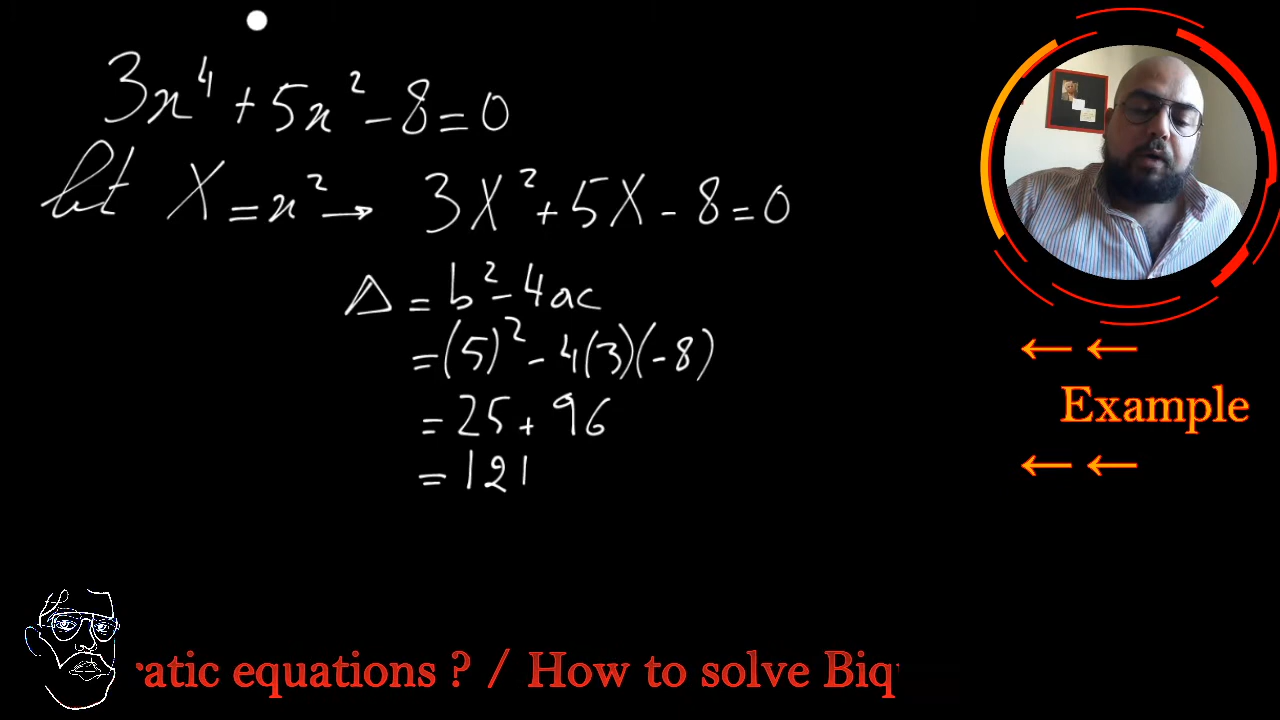 3x⁴ + 5x² - 8 = 0
let X = x² → 3X² + 5X - 8 = 0
Δ = b² - 4ac
= (5)² - 4(3)(-8)
= 25 + 96
= 121
← ←
Example
← ←
ratic equations ? / How to solve Biq